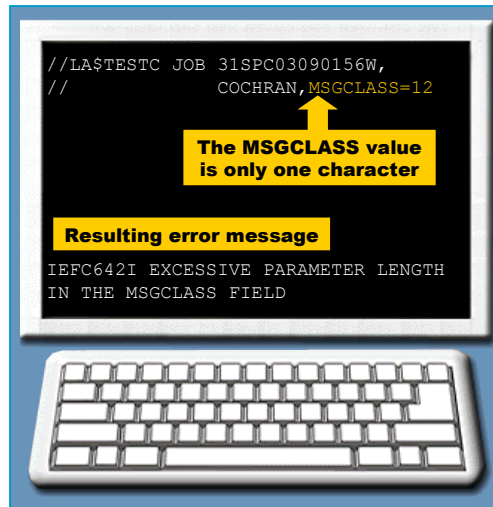 //LA$TESTC JOB 31SPC03090156W,
// COCHRAN,MSGCLASS=12
The MSGCLASS value
is only one character
Resulting error message
IEFC642I EXCESSIVE PARAMETER LENGTH
IN THE MSGCLASS FIELD